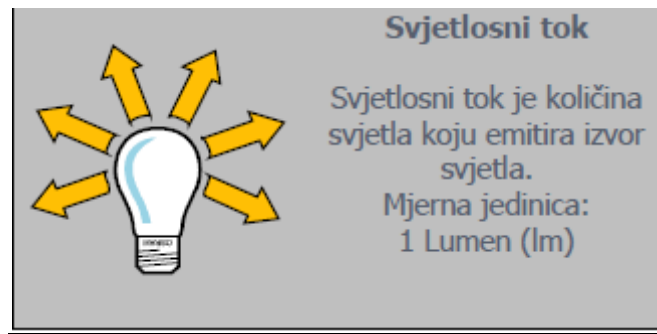 Svjetlosni tok
Svjetlosni tok je količina
svjetla koju emitira izvor
svjetla.
Mjerna jedinica:
1 Lumen (lm)